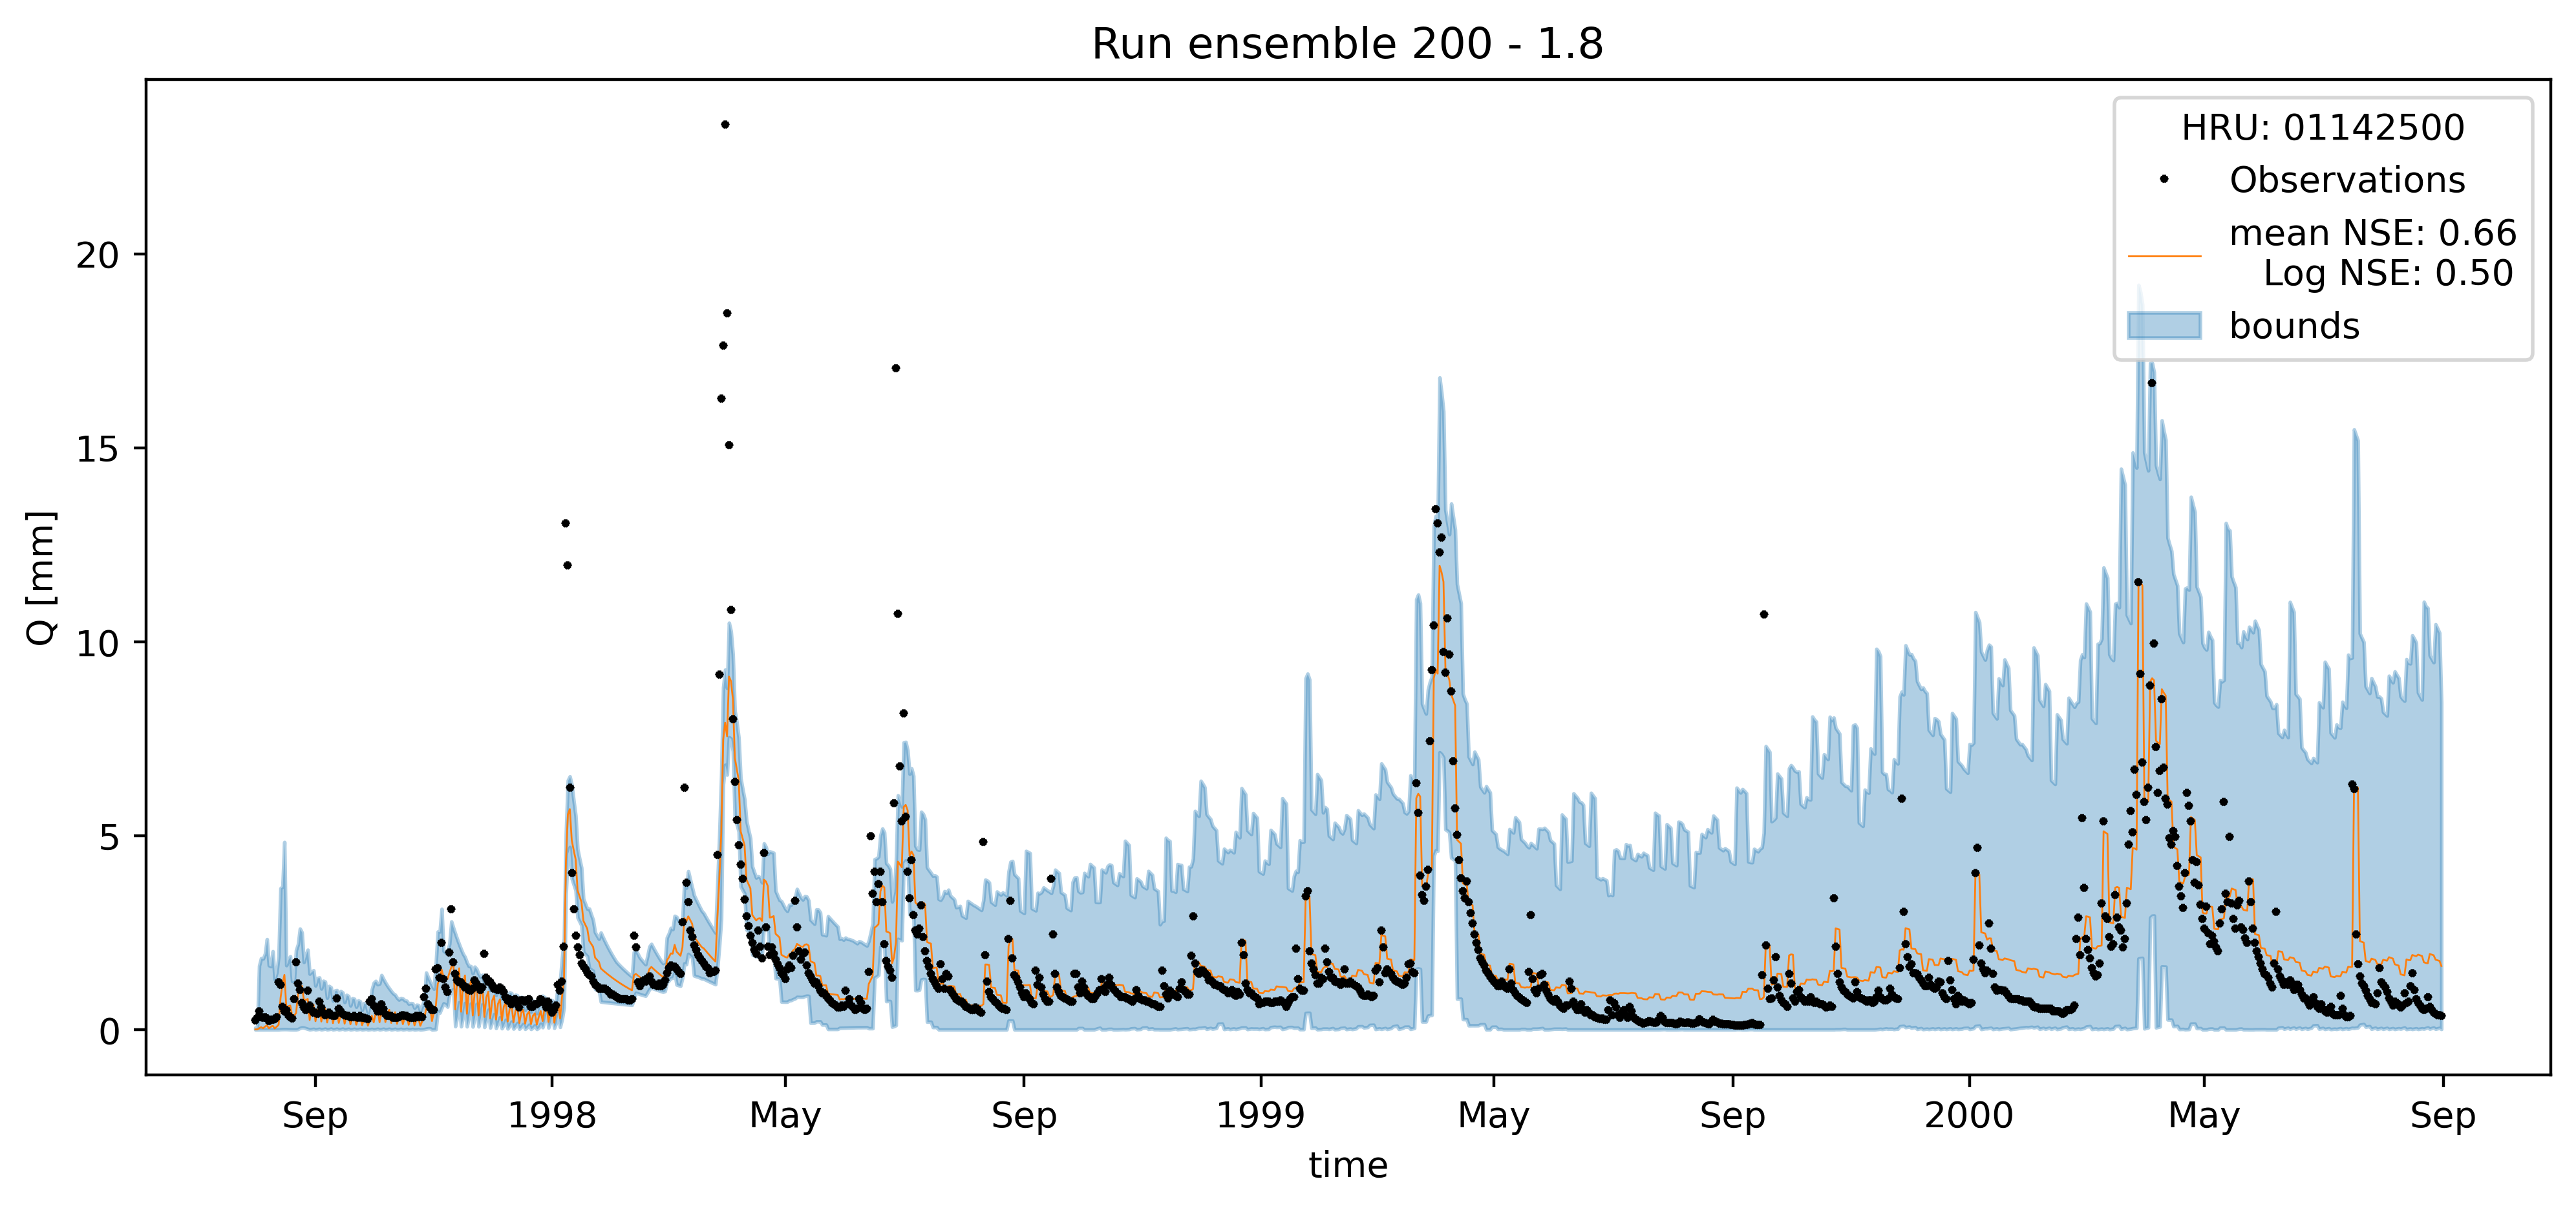 Run ensemble 200 - 1.8
HRU: 01142500
Observations
mean NSE: 0.66
Log NSE: 0.50
bounds
Q [mm]
20
15
10
5
0
Sep
1998
May
Sep
1999
May
Sep
2000
May
Sep
time